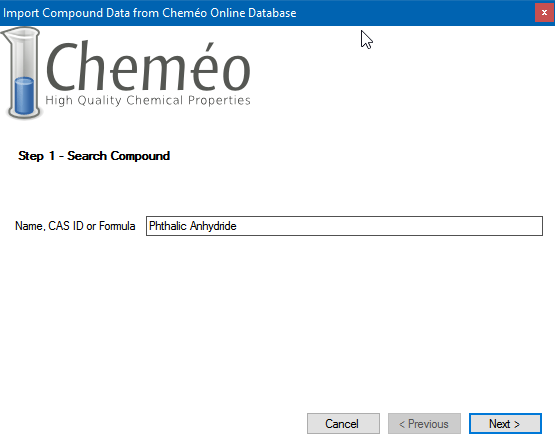 Import Compound Data from Cheméo Online Database
x
Cheméo
High Quality Chemical Properties
Step 1 - Search Compound
Name, CAS ID or Formula Phthalic Anhydride
Cancel < Previous Next >